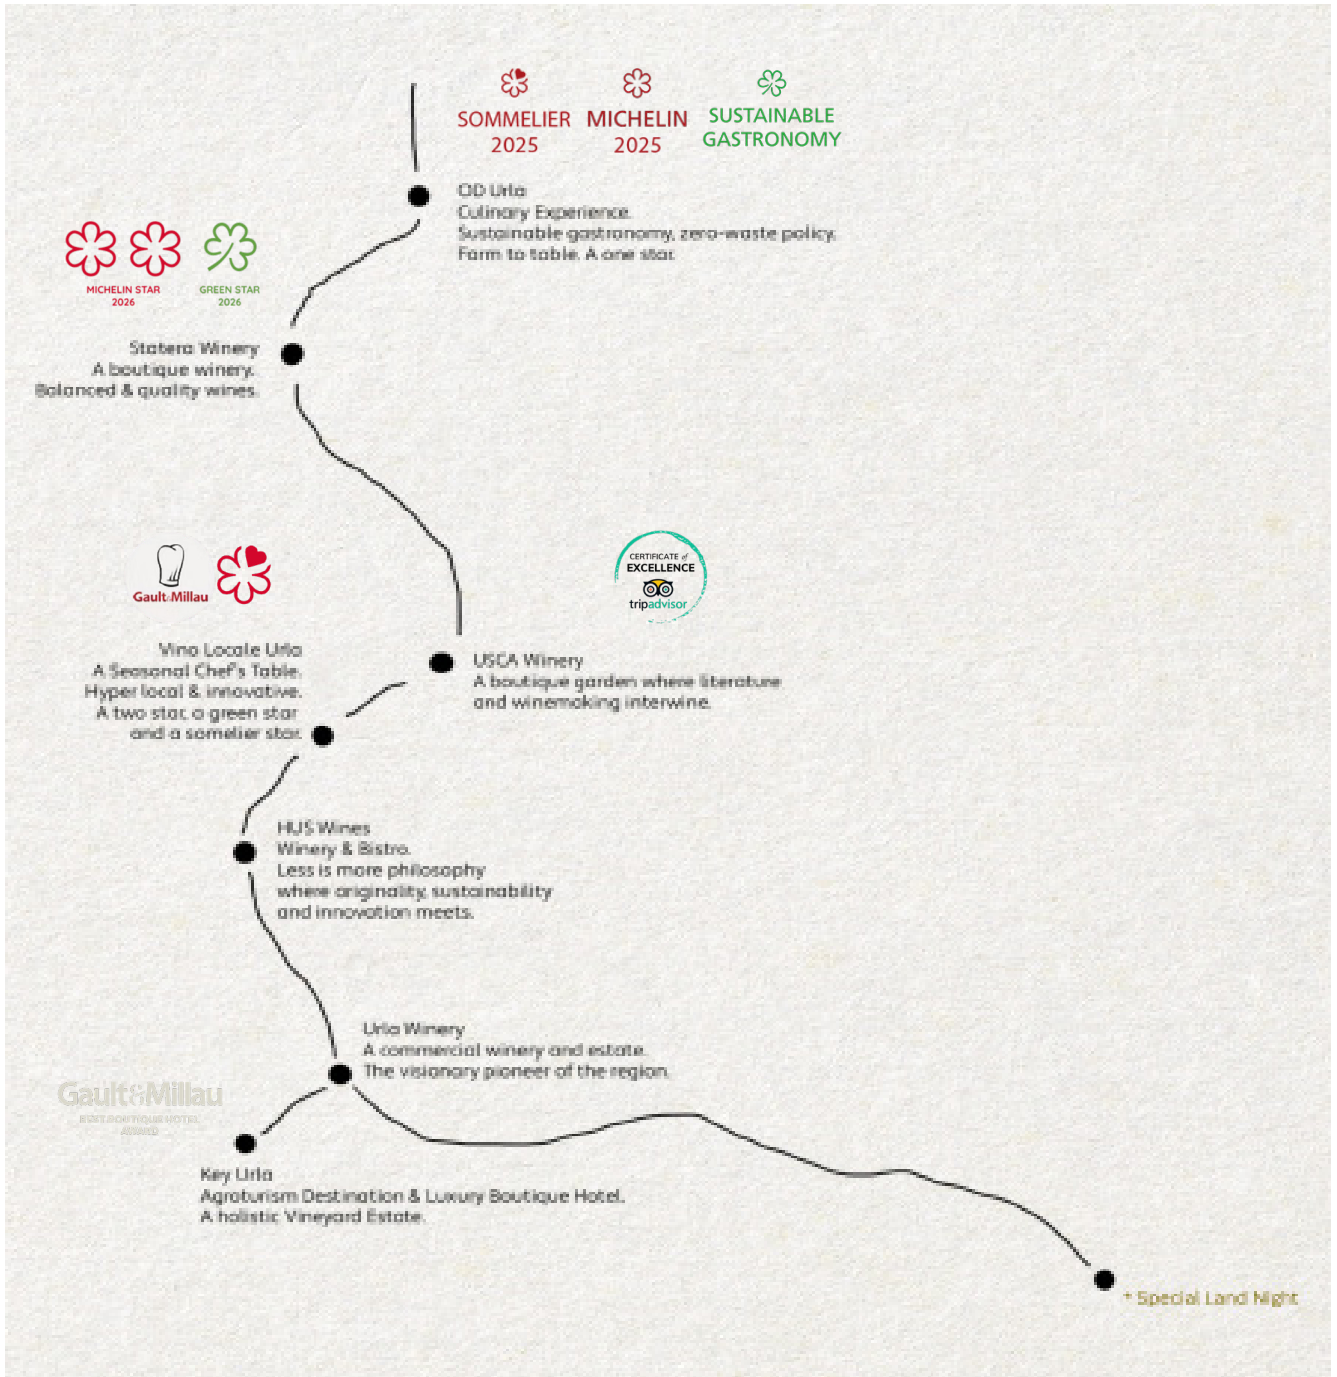 SOMMELIER
2025
MICHELIN
2025
SUSTAINABLE
GASTRONOMY
OD Urla
Culinary Experience.
Sustainable gastronomy, zero-waste policy.
Farm to table. A one star.
MICHELIN STAR
2026
GREEN STAR
2026
Statera Winery
A boutique winery.
Balanced & quality wines.
Gault&Millau
CERTIFICATE of
EXCELLENCE
tripadvisor
Vino Locale Urla
A Seasonal Chef's Table.
Hyper local & innovative.
A two star, a green star
and a somelier star.
USCA Winery
A boutique garden where literature
and winemaking interwine.
HUS Wines
Winery & Bistro.
Less is more philosophy
where originality, sustainability
and innovation meets.
Urla Winery
A commercial winery and estate.
The visionary pioneer of the region.
Gault&Millau
BEST BOUTIQUE HOTEL
AWARD
Key Urla
Agroturism Destination & Luxury Boutique Hotel.
A holistic Vineyard Estate.
* Special Land Night